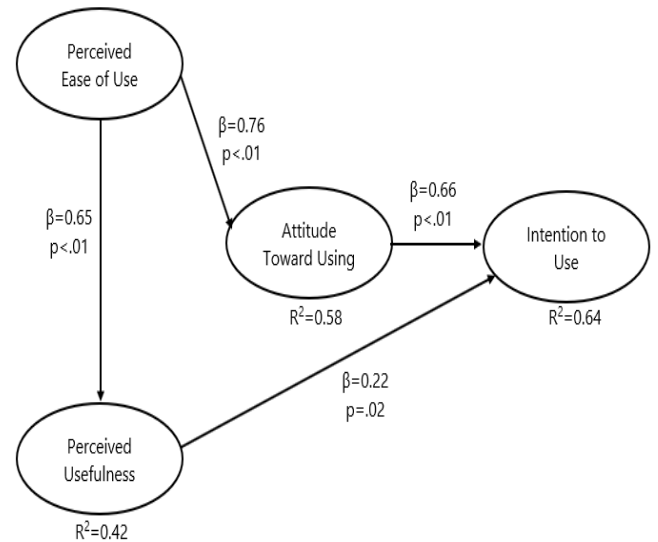 Perceived
Ease of Use
β=0.76
p<.01
β=0.65
p<.01
Attitude
Toward Using
R²=0.58
β=0.66
p<.01
Intention to
Use
R²=0.64
β=0.22
p=.02
Perceived
Usefulness
R²=0.42